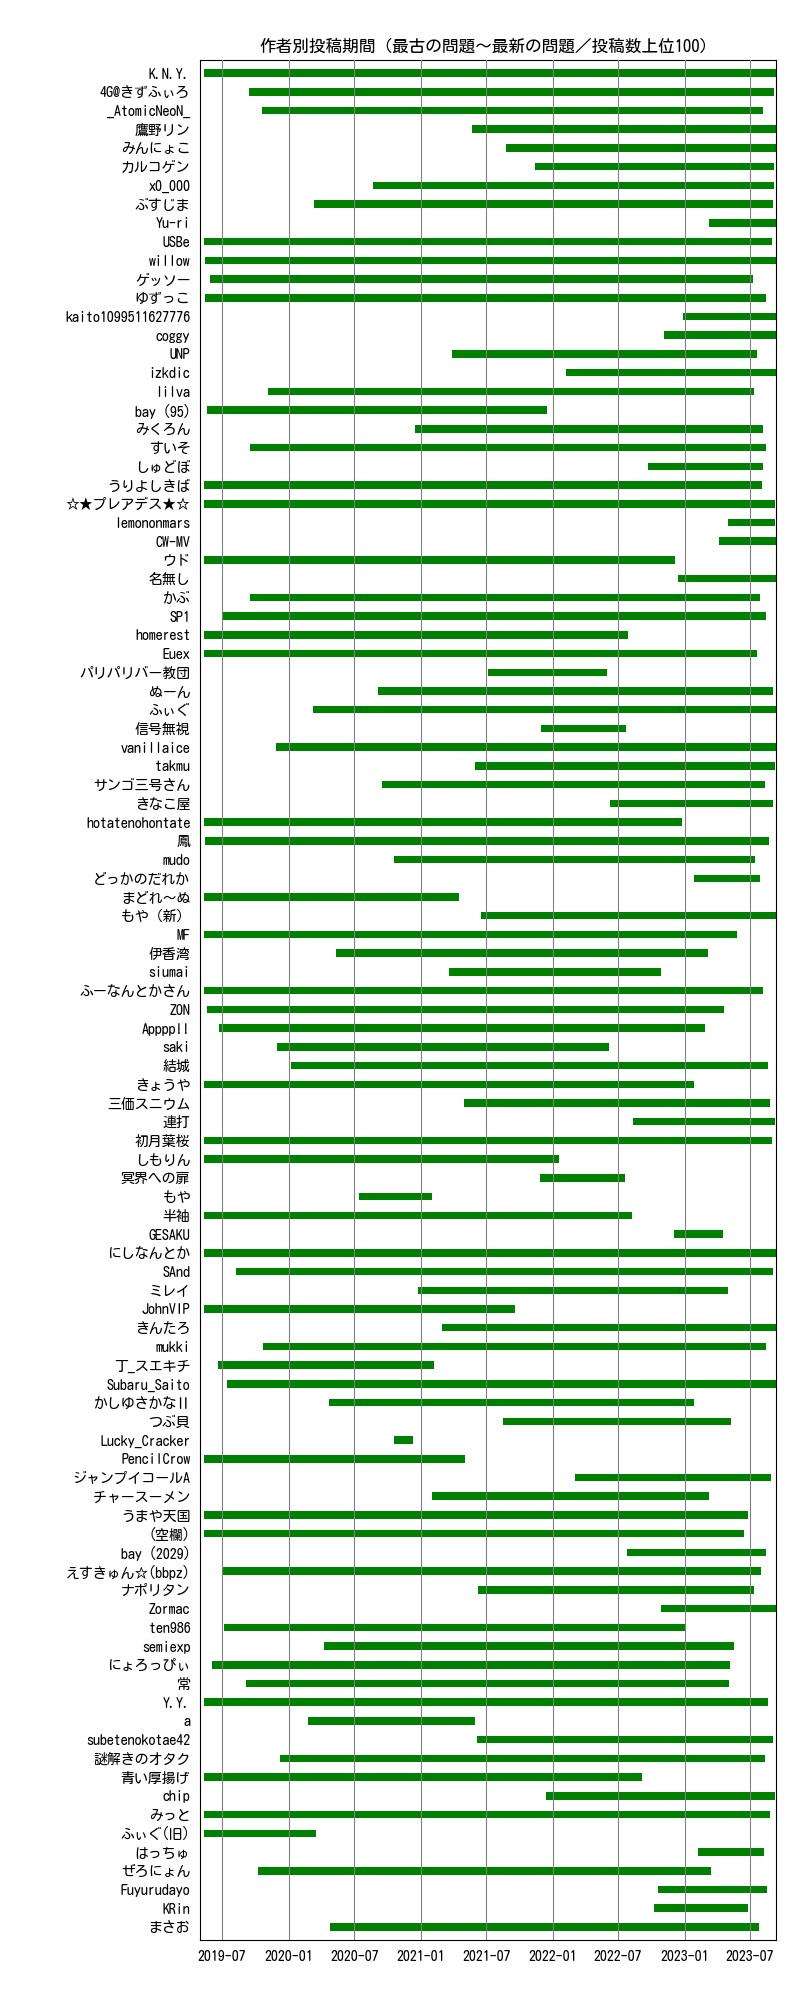 作者別投稿期間（最古の問題～最新の問題／投稿数上位100）
K.N.Y.
4G@きずふぃろ
_AtomicNeoN_
鷹野リン
みんにょこ
カルコゲン
x0_000
ぶすじま
Yu-ri
USBe
willow
ゲッソー
ゆずっこ
kaito1099511627776
coggy
UNP
izkdic
lilva
bay (95)
みくろん
すいそ
しゅどぼ
うりよしきば
☆★プレアデス★☆
lemononmars
CW-MV
ウド
名無し
かぶ
SP1
homerest
Euex
パリパリバー教団
ぬーん
ふぃぐ
信号無視
vanillaice
takmu
サンゴ三号さん
きなこ屋
hotatenohontate
鳳
mudo
どっかのだれか
まどれ～ぬ
もや（新）
MF
伊香湾
siumai
ふーなんとかさん
ZON
Appppll
saki
結城
きょうや
三価スニウム
連打
初月葉桜
しもりん
冥界への扉
もや
半袖
GESAKU
にしなんとか
SAnd
ミレイ
JohnVIP
きんたろ
mukki
丁_スエキチ
Subaru_Saito
かしゆさかなII
つぶ貝
Lucky_Cracker
PencilCrow
ジャンプイコールA
チャースーメン
うまや天国
(空欄)
bay (2029)
えすきゅん☆(bbpz)
ナポリタン
Zormac
ten986
semiexp
にょろっぴぃ
常
Y.Y.
a
subetenokotae42
謎解きのオタク
青い厚揚げ
chip
みっと
ふぃぐ(旧)
はっちゅ
ぜろにょん
Fuyurudayo
KRin
まさお
2019-07 2020-01 2020-07 2021-01 2021-07 2022-01 2022-07 2023-01 2023-07